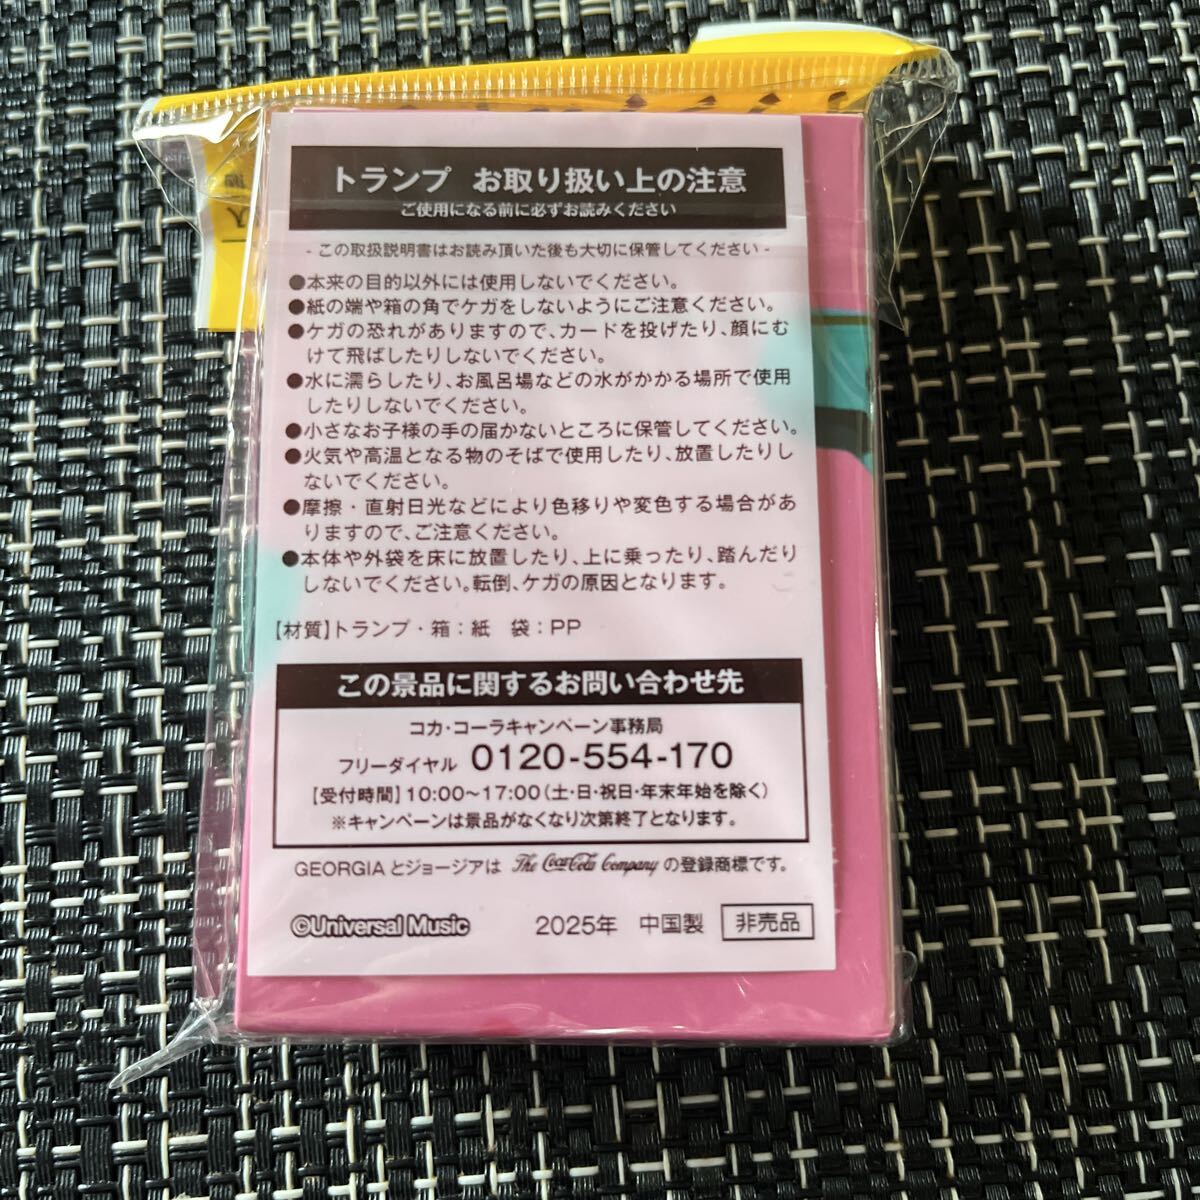 トランプ お取り扱い上の注意
ご使用になる前に必ずお読みください
- この取扱説明書はお読み頂いた後も大切に保管してください -
●本来の目的以外には使用しないでください。
●紙の端や箱の角でケガをしないようにご注意ください。
●ケガの恐れがありますので、カードを投げたり、顔にむ
けて飛ばしたりしないでください。
●水に濡らしたり、お風呂場などの水がかかる場所で使用
したりしないでください。
●小さなお子様の手の届かないところに保管してください。
●火気や高温となる物のそばで使用したり、放置したりし
ないでください。
●摩擦・直射日光などにより色移りや変色する場合があ
りますので、ご注意ください。
●本体や外袋を床に放置したり、上に乗ったり、踏んだり
しないでください。転倒、ケガの原因となります。
【材質】トランプ・箱：紙 袋：PP
この景品に関するお問い合わせ先
コカ・コーラキャンペーン事務局
フリーダイヤル 0120-554-170
【受付時間】10:00～17:00（土・日・祝日・年末年始を除く）
※キャンペーンは景品がなくなり次第終了となります。
GEORGIAとジョージアは The Coca-Cola Company の登録商標です。
©Universal Music 2025年 中国製 非売品